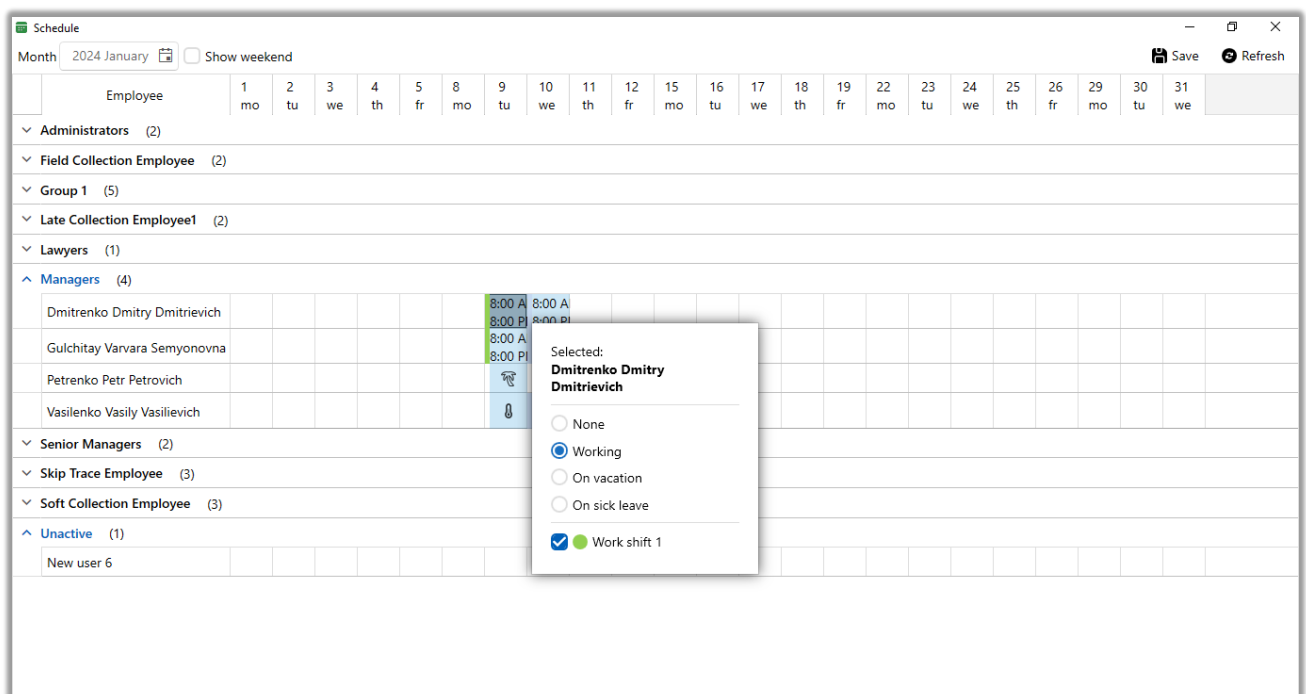 Schedule
Month 2024 January Show weekend Save Refresh
Employee 1 2 3 4 5 8 9 10 11 12 15 16 17 18 19 22 23 24 25 26 29 30 31
mo tu we th fr mo tu we th fr mo tu we th fr mo tu we th fr mo tu we
Administrators (2)
Field Collection Employee (2)
Group 1 (5)
Late Collection Employee1 (2)
Lawyers (1)
Managers (4)
Dmitrenko Dmitry Dmitrievich 8:00 A 8:00 A
8:00 P 8:00 P
Gulchitay Varvara Semyonovna 8:00 A
8:00 P
Petrenko Petr Petrovich
Vasilenko Vasily Vasilievich
Senior Managers (2)
Skip Trace Employee (3)
Soft Collection Employee (3)
Unactive (1)
New user 6
Selected:
Dmitrenko Dmitry
Dmitrievich
None
Working
On vacation
On sick leave
Work shift 1